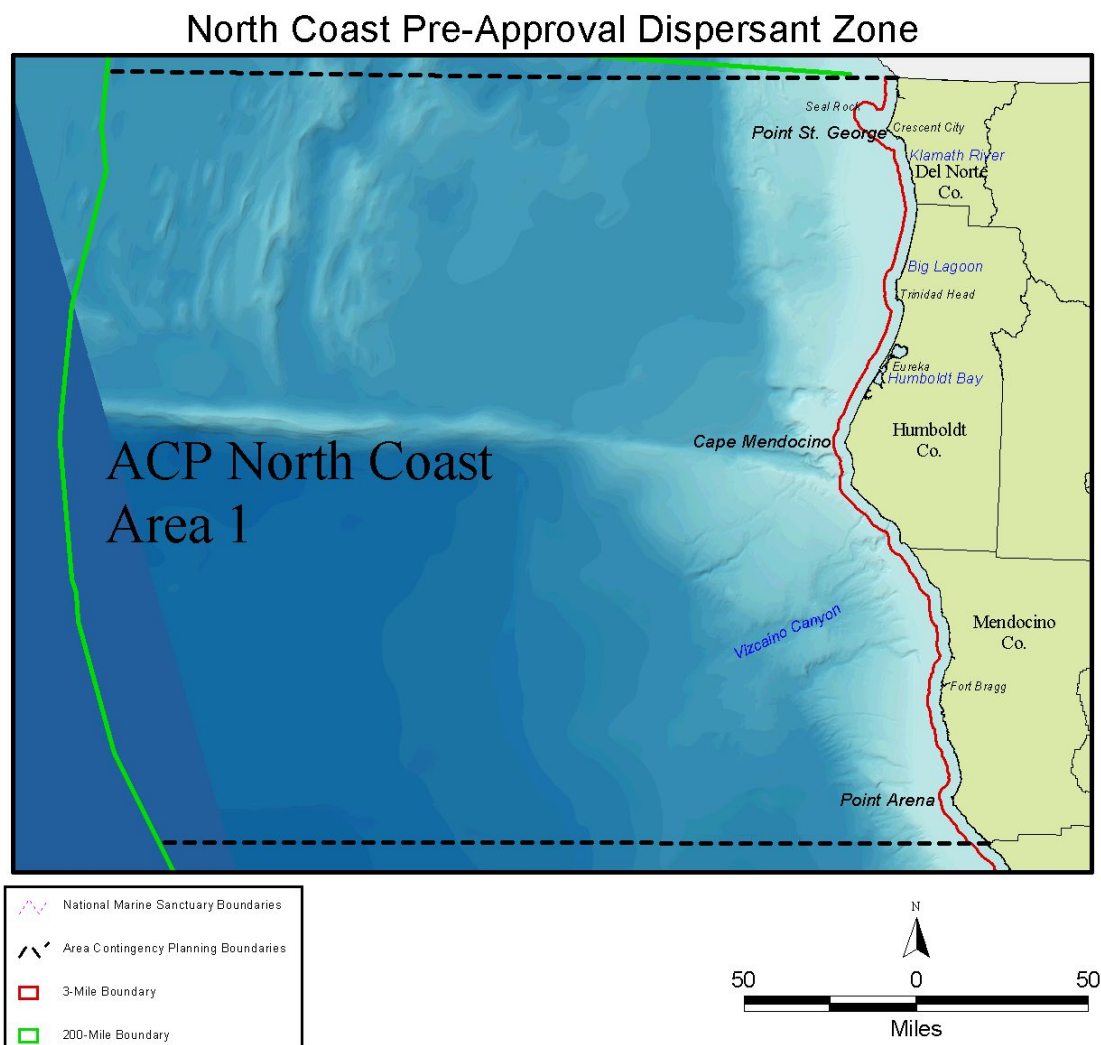 North Coast Pre-Approval Dispersant Zone
Seal Rock
Point St. George
Crescent City
Klamath River
Del Norte
Co.
Big Lagoon
Trinidad Head
Eureka
Humboldt Bay
Cape Mendocino
Humboldt
Co.
ACP North Coast
Area 1
Vizcaino Canyon
Mendocino
Co.
Fort Bragg
Point Arena
National Marine Sanctuary Boundaries
Area Contingency Planning Boundaries
3-Mile Boundary
200-Mile Boundary
N
50 0 50
Miles